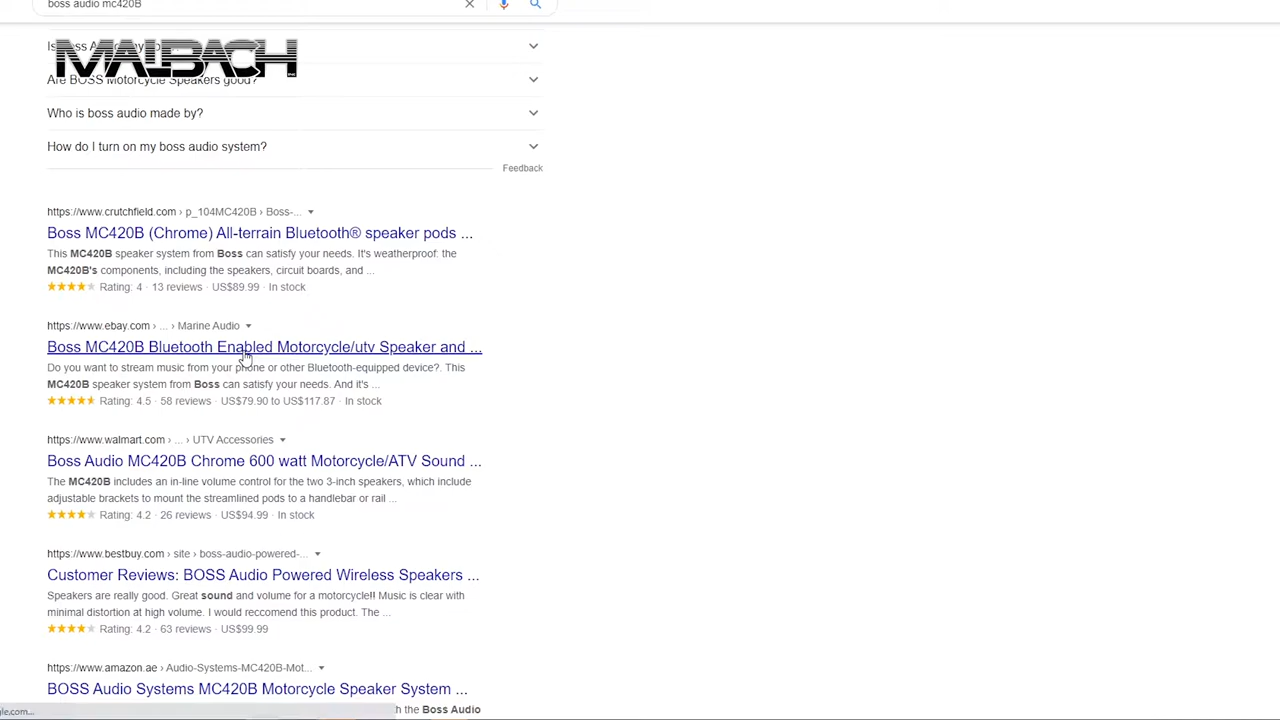 boss audio mc420B
MALBACH
Are BOSS Motorcycle Speakers good?
Who is boss audio made by?
How do I turn on my boss audio system?
Feedback
https://www.crutchfield.com › p_104MC420B › Boss-...
Boss MC420B (Chrome) All-terrain Bluetooth® speaker pods ...
This MC420B speaker system from Boss can satisfy your needs. It's weatherproof: the
MC420B's components, including the speakers, circuit boards, and ...
Rating: 4 · 13 reviews · US$89.99 · In stock
https://www.ebay.com › ... › Marine Audio
Boss MC420B Bluetooth Enabled Motorcycle/utv Speaker and ...
Do you want to stream music from your phone or other Bluetooth-equipped device?. This
MC420B speaker system from Boss can satisfy your needs. And it's ...
Rating: 4.5 · 58 reviews · US$79.90 to US$117.87 · In stock
https://www.walmart.com › ... › UTV Accessories
Boss Audio MC420B Chrome 600 watt Motorcycle/ATV Sound ...
The MC420B includes an in-line volume control for the two 3-inch speakers, which include
adjustable brackets to mount the streamlined pods to a handlebar or rail ...
Rating: 4.2 · 26 reviews · US$94.99 · In stock
https://www.bestbuy.com › site › boss-audio-powered-...
Customer Reviews: BOSS Audio Powered Wireless Speakers ...
Speakers are really good. Great sound and volume for a motorcycle!! Music is clear with
minimal distortion at high volume. I would reccomend this product. The ...
Rating: 4.2 · 63 reviews · US$99.99
https://www.amazon.ae › Audio-Systems-MC420B-Mot...
BOSS Audio Systems MC420B Motorcycle Speaker System ...
the Boss Audio